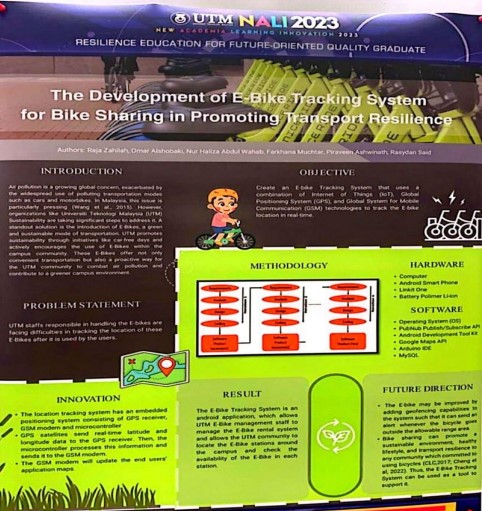 UTM NALI 2023
NEW ACADEMIA LEARNING INNOVATION 2023
RESILIENCE EDUCATION FOR FUTURE-ORIENTED QUALITY GRADUATE
The Development of E-Bike Tracking System
for Bike Sharing in Promoting Transport Resilience
Authors: Raja Zahilah, Omar Alshobaki, Nur Haliza Abdul Wahab, Farkhana Muchtar, Piraveen Ashwinath, Rasydan Said
INTRODUCTION
Air pollution is a growing global concern, exacerbated by
the widespread use of polluting transportation modes
such as cars and motorbikes. In Malaysia, this issue is
particularly pressing (Wang et al., 2015). However,
organizations like Universiti Teknologi Malaysia (UTM)
Sustainability are taking significant steps to address it. A
standout solution is the introduction of E-Bikes, a green
and sustainable mode of transportation. UTM promotes
sustainability through initiatives like car-free days and
actively encourages the use of E-Bikes within the
campus community. These E-Bikes offer not only
convenient transportation but also a proactive way for
the UTM community to combat air pollution and
contribute to a greener campus environment.
PROBLEM STATEMENT
UTM staffs responsible in handling the E-bikes are
facing difficulties in tracking the location of these
E-Bikes after it is used by the users.
OBJECTIVE
Create an E-bike Tracking System that uses a
combination of Internet of Things (IoT), Global
Positioning System (GPS), and Global System for Mobile
Communication (GSM) technologies to track the E-bike
location in real-time.
METHODOLOGY
HARDWARE
• Computer
• Android Smart Phone
• Linkit One
• Battery Polimer Li-ion
SOFTWARE
• Operating System (OS)
• PubNub Publish/Subscribe API
• Android Development Tool Kit
• Google Maps API
• Arduino IDE
• MySQL
INNOVATION
• The location tracking system has an embedded
positioning system consisting of GPS receiver,
GSM modem and microcontroller
• GPS satellites send real-time latitude and
longitude data to the GPS receiver. Then, the
microcontroller processes this information and
sends it to the GSM modem.
• The GSM modem will update the end users'
application maps.
RESULT
The E-Bike Tracking System is an
android application, which allows
UTM E-Bike management staff to
manage the E-Bike rental system
and allows the UTM community to
locate the E-Bike stations around
the campus and check the
availability of the E-Bike in each
station.
FUTURE DIRECTION
• The E-bike may be improved by
adding geofencing capabilities in
the system such that it can send an
alert whenever the bicycle goes
outside the allowable range area.
• Bike sharing can promote a
sustainable environment, healthy
lifestyle, and transport resilience in
any community which committed to
using bicycles (CLC,2017, Cheng et
al, 2022). Thus, the E-Bike Tracking
System can be used as a tool to
support it.